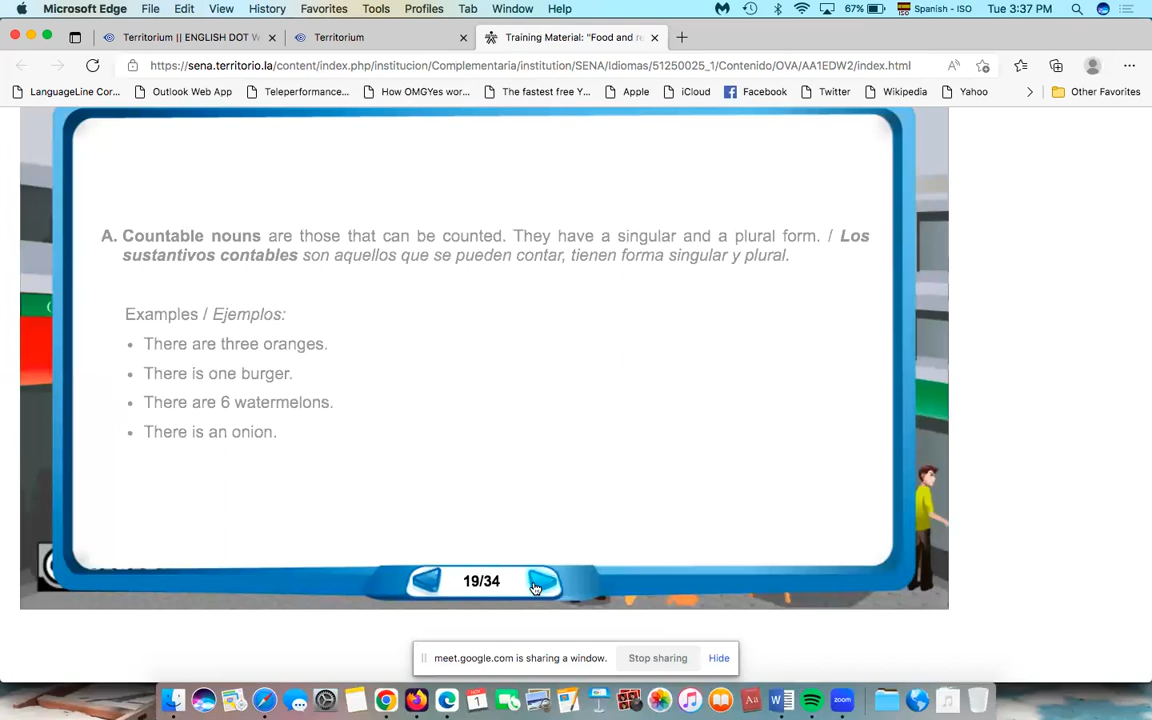 Microsoft Edge File Edit View History Favorites Tools Profiles Tab Window Help 67% Spanish - ISO Tue 3:37 PM
Territorium || ENGLISH DOT W Territorium Training Material: "Food and re
https://sena.territorio.la/content/index.php/institucion/Complementaria/institution/SENA/Idiomas/51250025_1/Contenido/OVA/AA1EDW2/index.html
LanguageLine Cor... Outlook Web App Teleperformance... How OMGYes wor... The fastest free Y... Apple iCloud Facebook Twitter Wikipedia Yahoo Other Favorites
A. Countable nouns are those that can be counted. They have a singular and a plural form. / Los
sustantivos contables son aquellos que se pueden contar, tienen forma singular y plural.
Examples / Ejemplos:
• There are three oranges.
• There is one burger.
• There are 6 watermelons.
• There is an onion.
19/34
meet.google.com is sharing a window. Stop sharing Hide
zoom